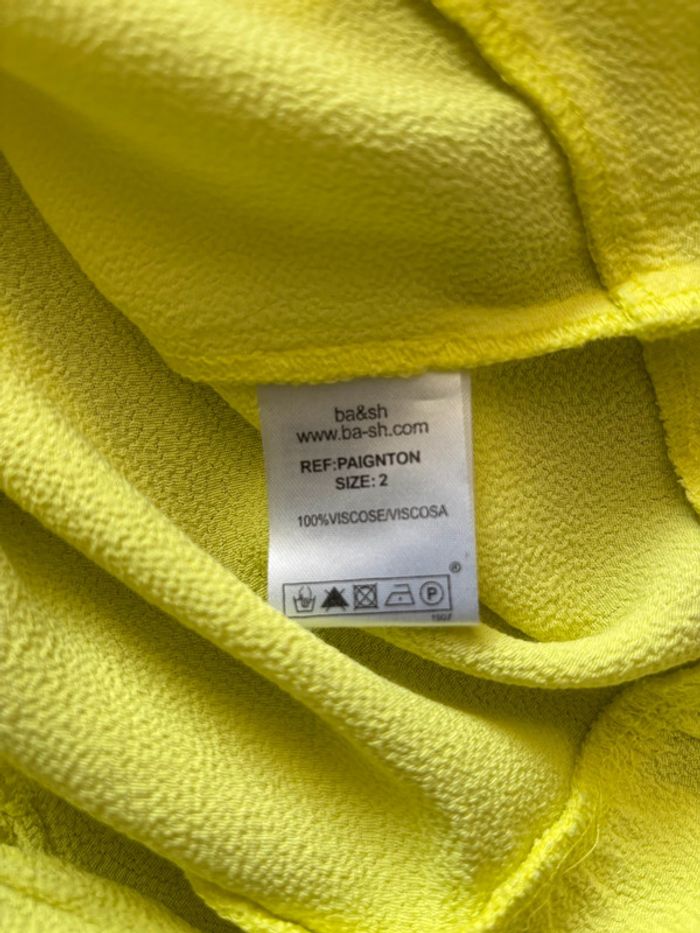 ba&sh
www.ba-sh.com
REF:PAIGNTON
SIZE: 2
100%VISCOSE/VISCOSA
®
P